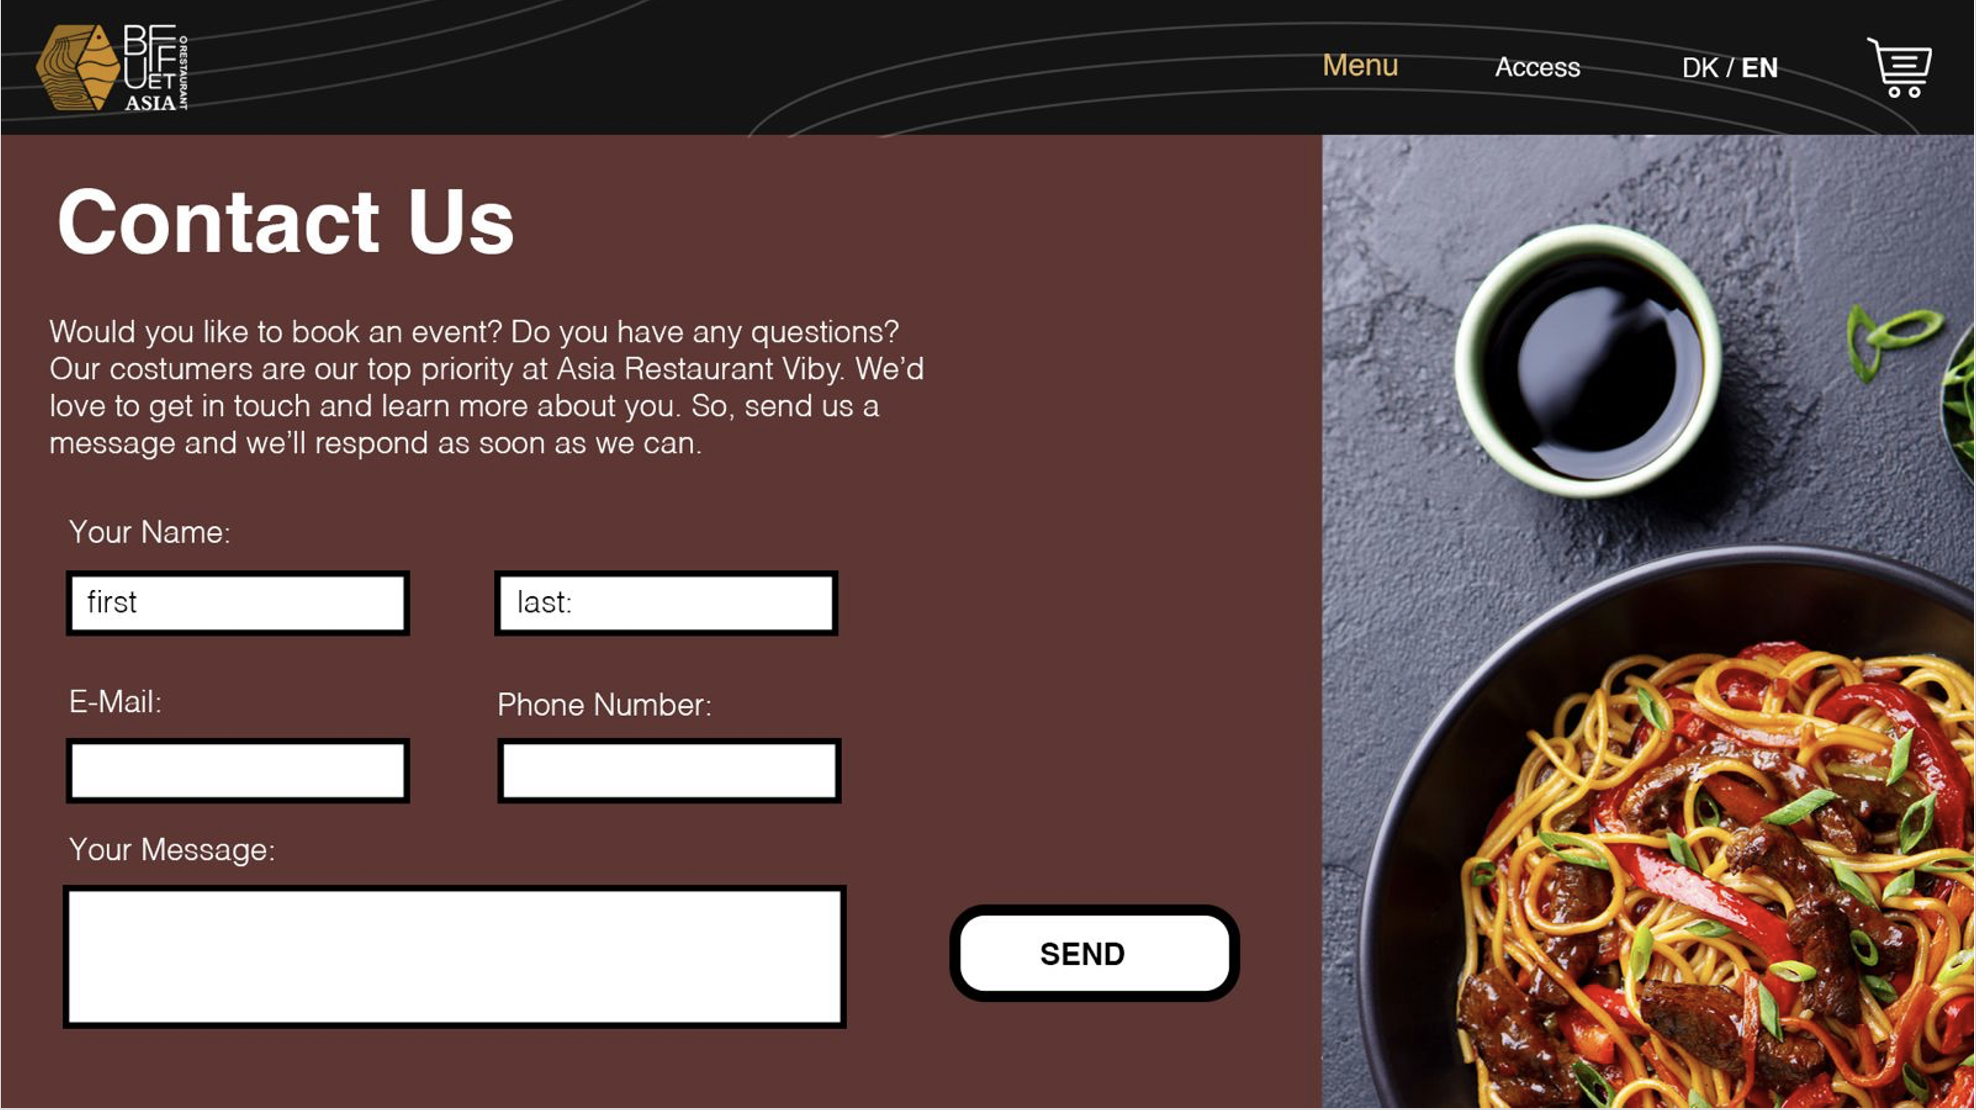 BFF
UIF
UET
ASIA
RESTAURANT
Menu
Access
DK / EN
Contact Us
Would you like to book an event? Do you have any questions?
Our costumers are our top priority at Asia Restaurant Viby. We’d
love to get in touch and learn more about you. So, send us a
message and we’ll respond as soon as we can.
Your Name:
first
last:
E-Mail:
Phone Number:
Your Message:
SEND